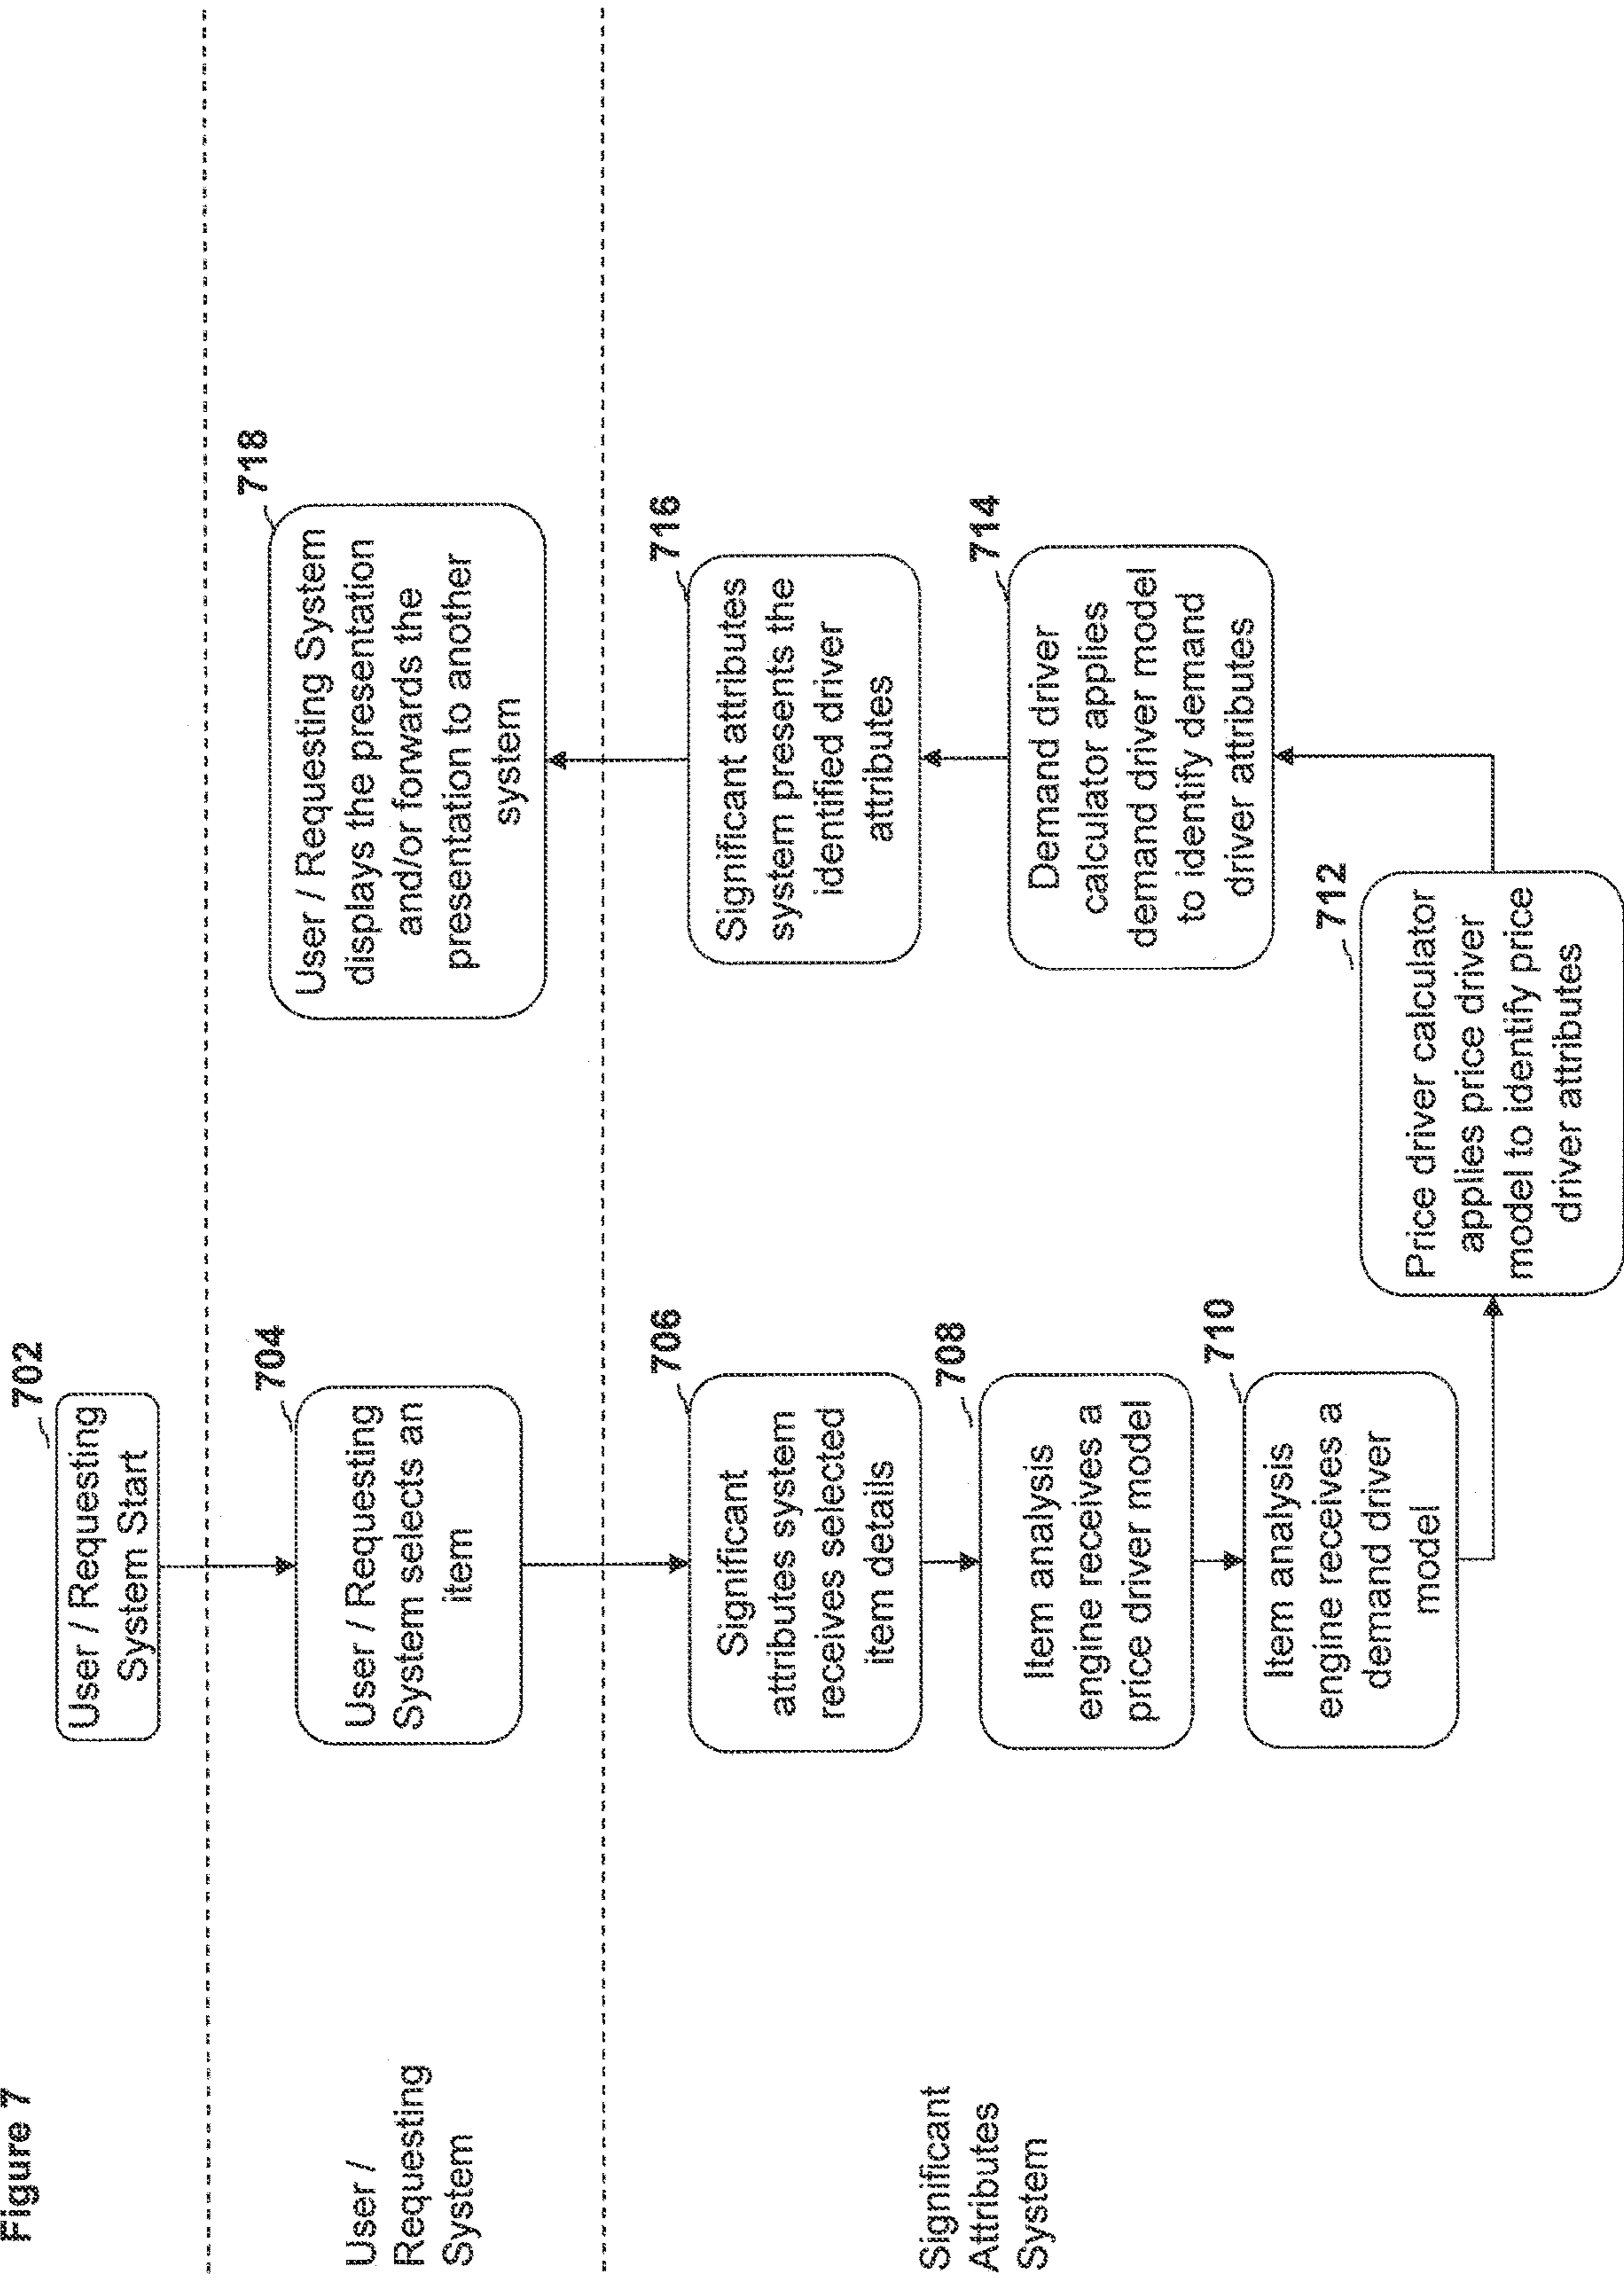 Figure 7
702
User / Requesting
System Start
User /
Requesting
System
704
User / Requesting
System selects an
item
718
User / Requesting System
displays the presentation
and/or forwards the
presentation to another
system
Significant
Attributes
System
706
Significant
attributes system
receives selected
item details
708
Item analysis
engine receives a
price driver model
710
Item analysis
engine receives a
demand driver
model
712
Price driver calculator
applies price driver
model to identify price
driver attributes
714
Demand driver
calculator applies
demand driver model
to identify demand
driver attributes
716
Significant attributes
system presents the
identified driver
attributes